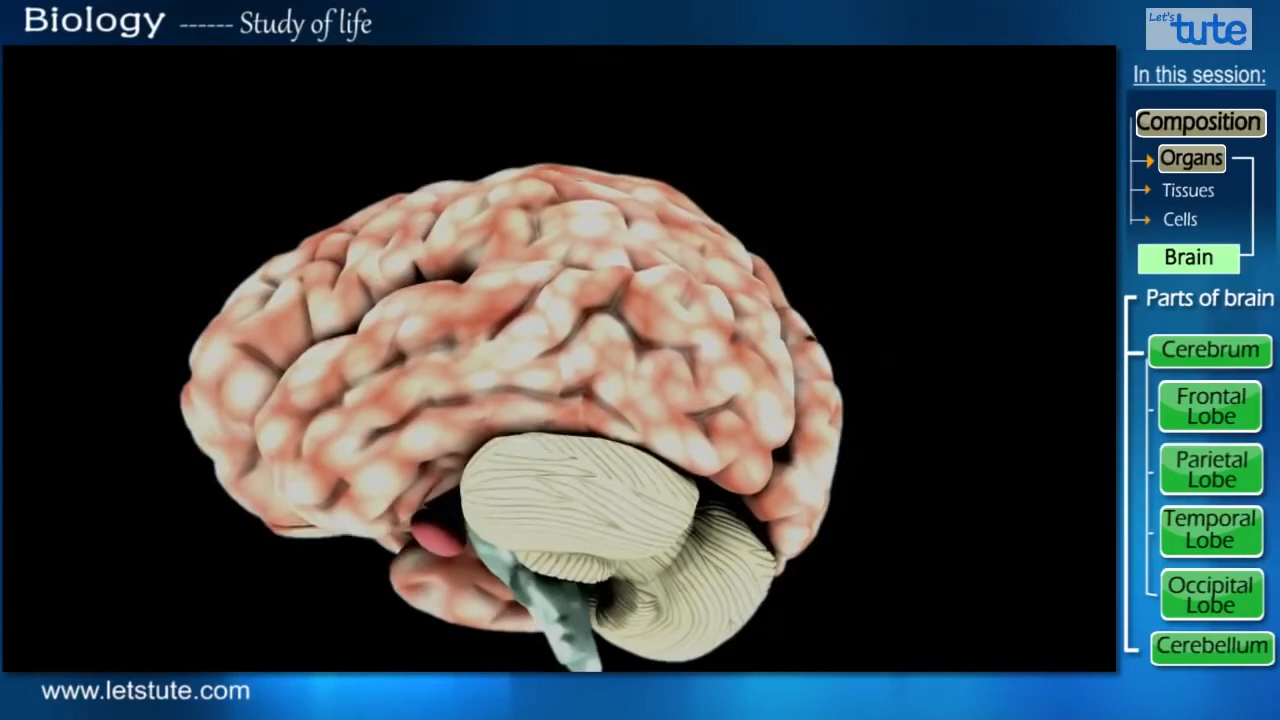 Biology ------ Study of life
Let's
tute
In this session:
Composition
Organs
Tissues
Cells
Brain
Parts of brain
Cerebrum
Frontal
Lobe
Parietal
Lobe
Temporal
Lobe
Occipital
Lobe
Cerebellum
www.letstute.com